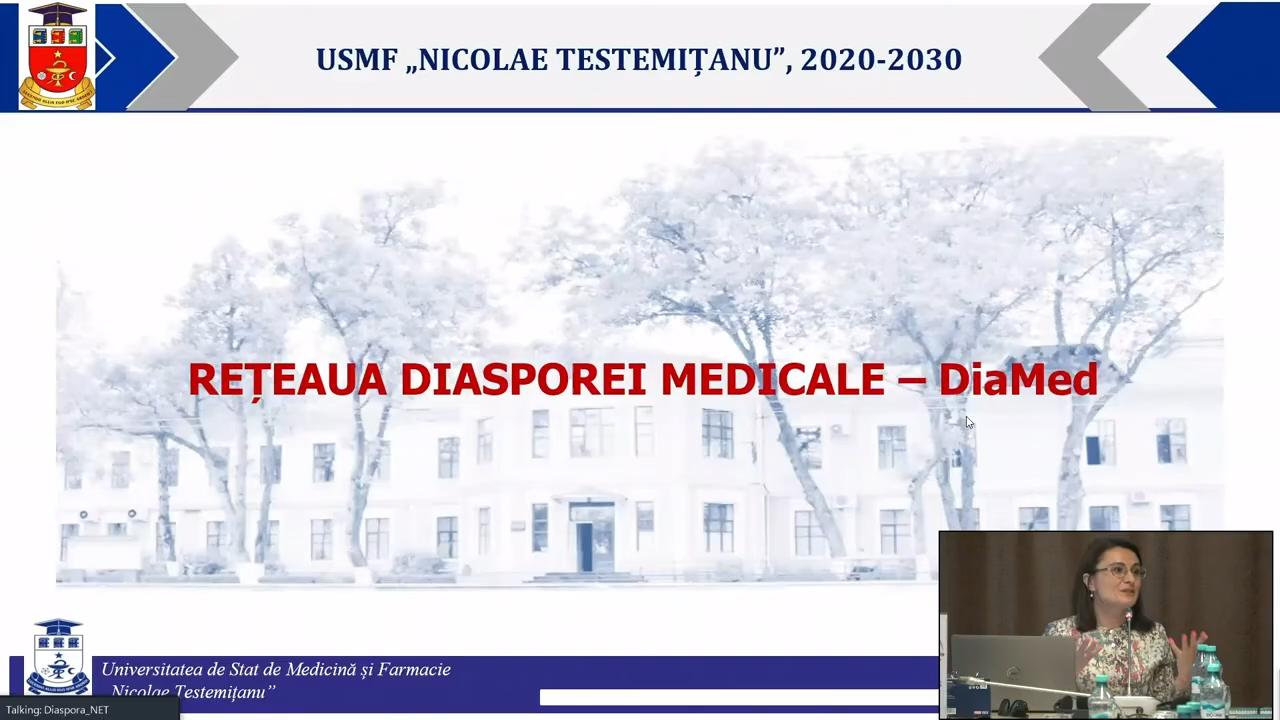 USMF „NICOLAE TESTEMIȚANU”, 2020-2030
REȚEAUA DIASPOREI MEDICALE – DiaMed
Universitatea de Stat de Medicină și Farmacie
Nicolae Testemițanu”
Talking: Diaspora_NET